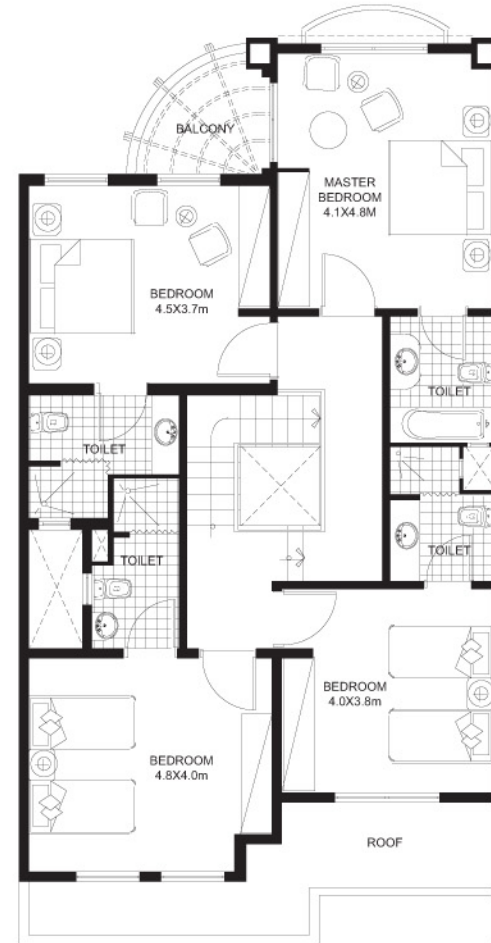 BALCONY
MASTER
BEDROOM
4.1X4.8M
BEDROOM
4.5X3.7m
TOILET
TOILET
TOILET
TOILET
BEDROOM
4.0X3.8m
BEDROOM
4.8X4.0m
ROOF